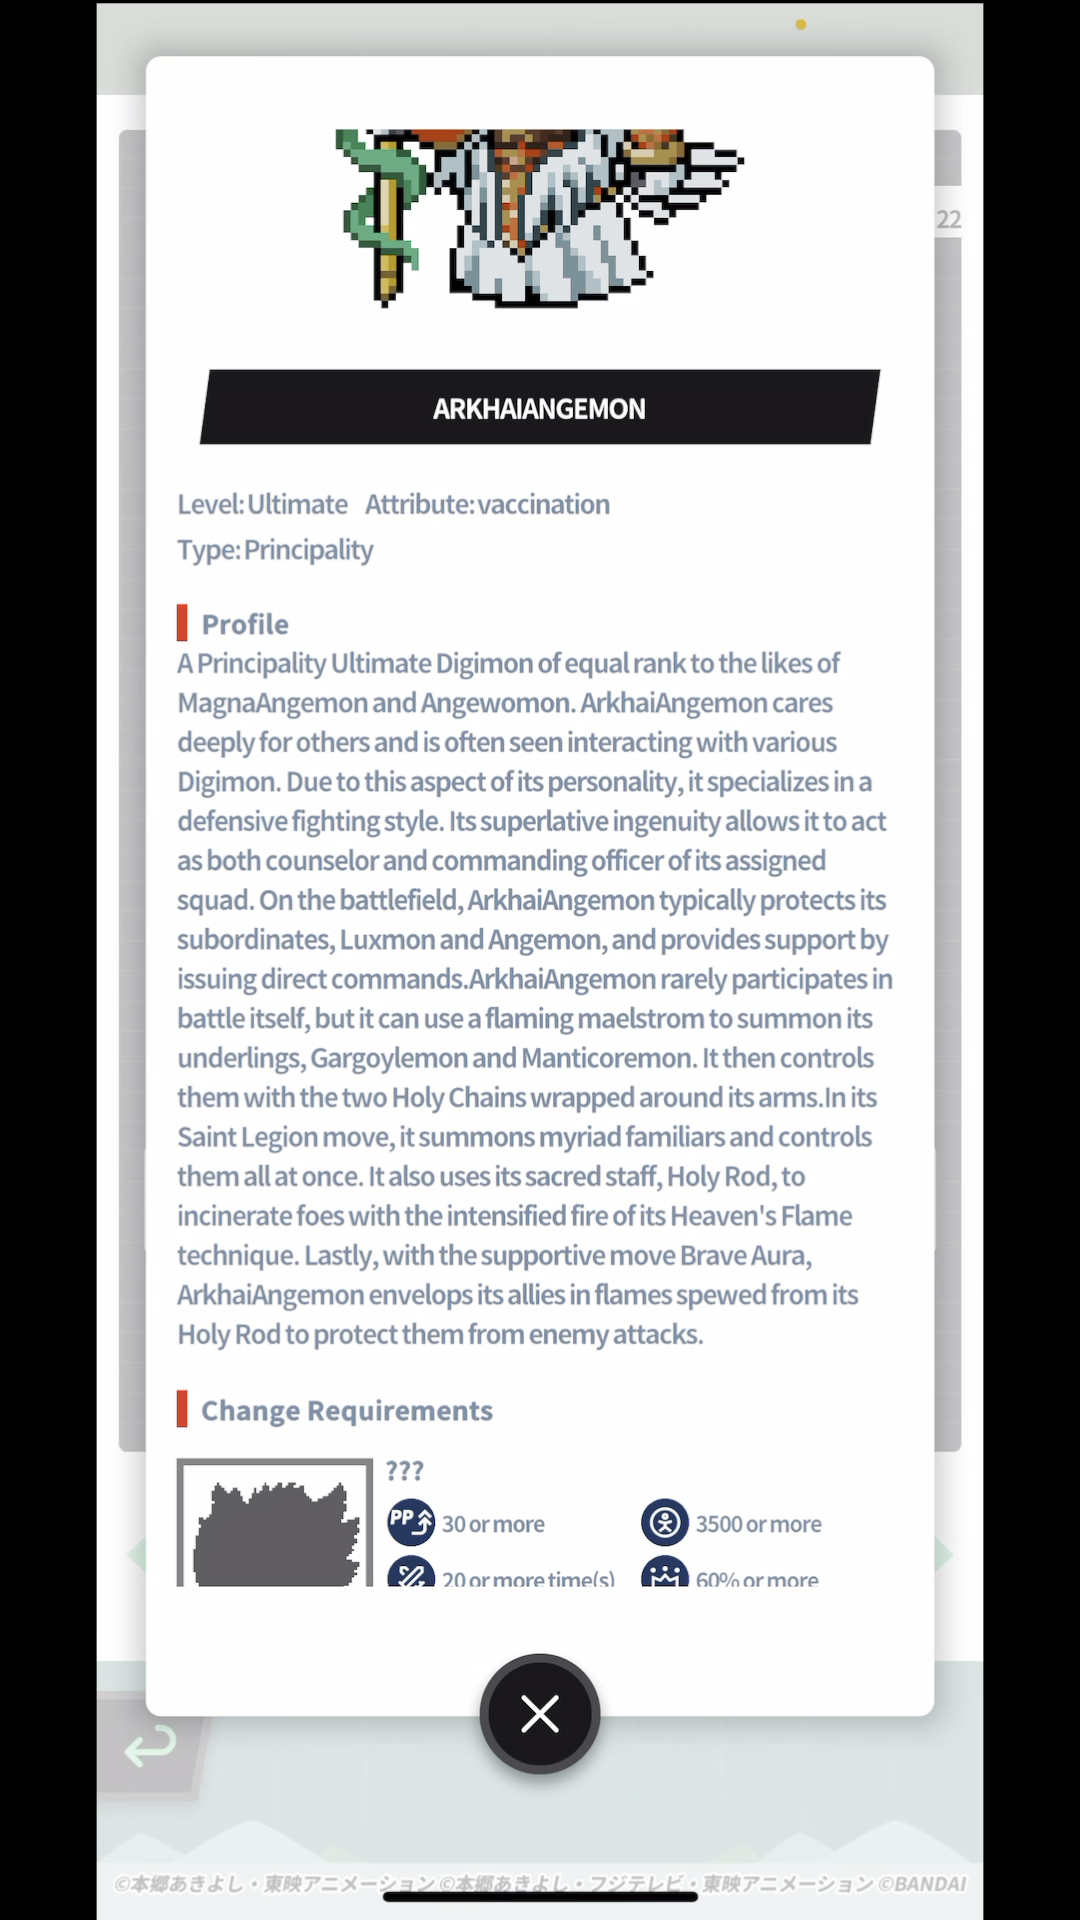 22
ARKHAIANGEMON
Level:Ultimate Attribute:vaccination
Type:Principality
Profile
A Principality Ultimate Digimon of equal rank to the likes of
MagnaAngemon and Angewomon. ArkhaiAngemon cares
deeply for others and is often seen interacting with various
Digimon. Due to this aspect of its personality, it specializes in a
defensive fighting style. Its superlative ingenuity allows it to act
as both counselor and commanding officer of its assigned
squad. On the battlefield, ArkhaiAngemon typically protects its
subordinates, Luxmon and Angemon, and provides support by
issuing direct commands.ArkhaiAngemon rarely participates in
battle itself, but it can use a flaming maelstrom to summon its
underlings, Gargoylemon and Manticoremon. It then controls
them with the two Holy Chains wrapped around its arms.In its
Saint Legion move, it summons myriad familiars and controls
them all at once. It also uses its sacred staff, Holy Rod, to
incinerate foes with the intensified fire of its Heaven's Flame
technique. Lastly, with the supportive move Brave Aura,
ArkhaiAngemon envelops its allies in flames spewed from its
Holy Rod to protect them from enemy attacks.
Change Requirements
???
PP 30 or more 3500 or more
20 or more time(s) 60% or more
©本郷あきよし・東映アニメーション ©本郷あきよし・フジテレビ・東映アニメーション ©BANDAI